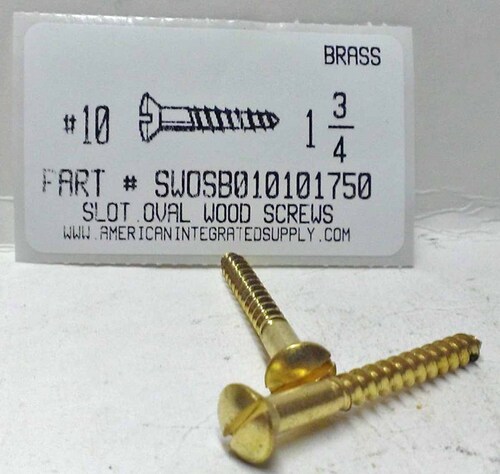 BRASS
#10 1 3/4
PART # SWOSB010101750
SLOT OVAL WOOD SCREWS
WWW.AMERICANINTEGRATEDSUPPLY.COM